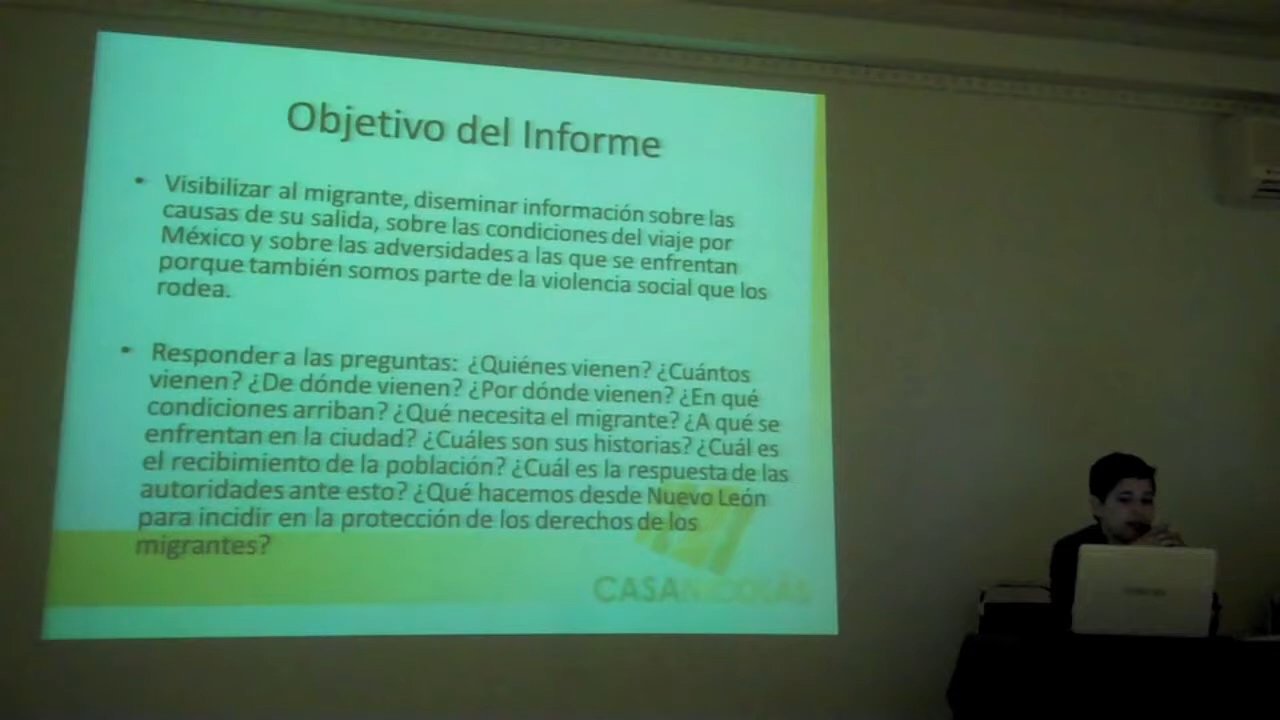 Objetivo del Informe
• Visibilizar al migrante, diseminar información sobre las
causas de su salida, sobre las condiciones del viaje por
México y sobre las adversidades a las que se enfrentan
porque también somos parte de la violencia social que los
rodea.
• Responder a las preguntas: ¿Quiénes vienen? ¿Cuántos
vienen? ¿De dónde vienen? ¿Por dónde vienen? ¿En qué
condiciones arriban? ¿Qué necesita el migrante? ¿A qué se
enfrentan en la ciudad? ¿Cuáles son sus historias? ¿Cuál es
el recibimiento de la población? ¿Cuál es la respuesta de las
autoridades ante esto? ¿Qué hacemos desde Nuevo León
para incidir en la protección de los derechos de los
migrantes?
CASANICOLÁS